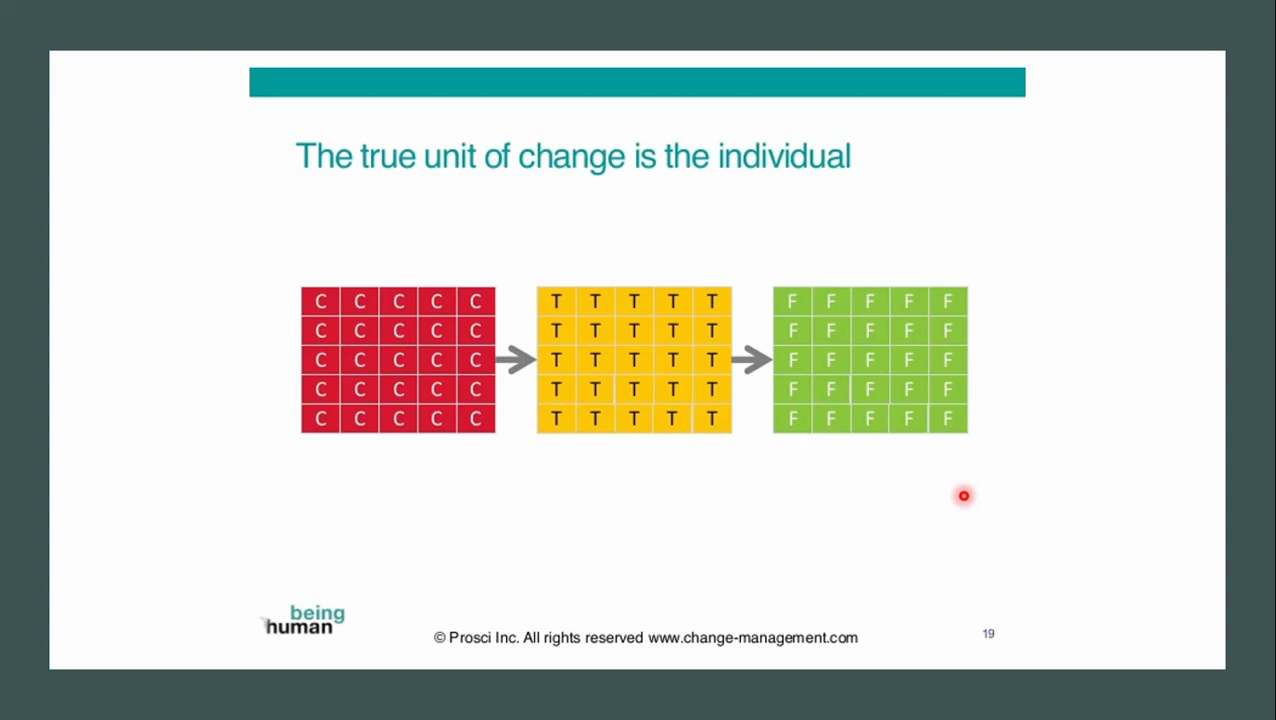 The true unit of change is the individual
C C C C C T T T T T F F F F F
C C C C C T T T T T F F F F F
C C C C C T T T T T F F F F F
C C C C C T T T T T F F F F F
C C C C C T T T T T F F F F F
being
human
© Prosci Inc. All rights reserved www.change-management.com
19